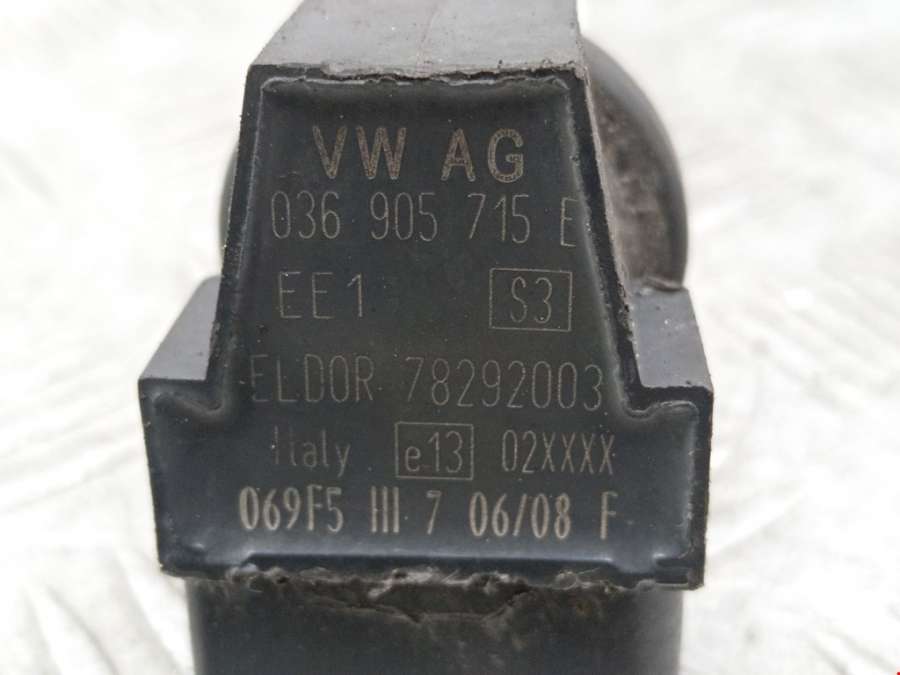 VW AG
036 905 715 E
EE1 S3
ELDOR 78292003
Italy e13 02XXXX
069F5 III 7 06/08 F